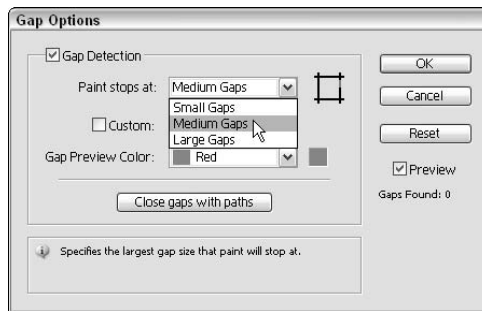 Gap Options
Gap Detection
Paint stops at: Medium Gaps
Small Gaps
Custom: Medium Gaps
Large Gaps
Gap Preview Color: Red
Close gaps with paths
Specifies the largest gap size that paint will stop at.
OK
Cancel
Reset
Preview
Gaps Found: 0